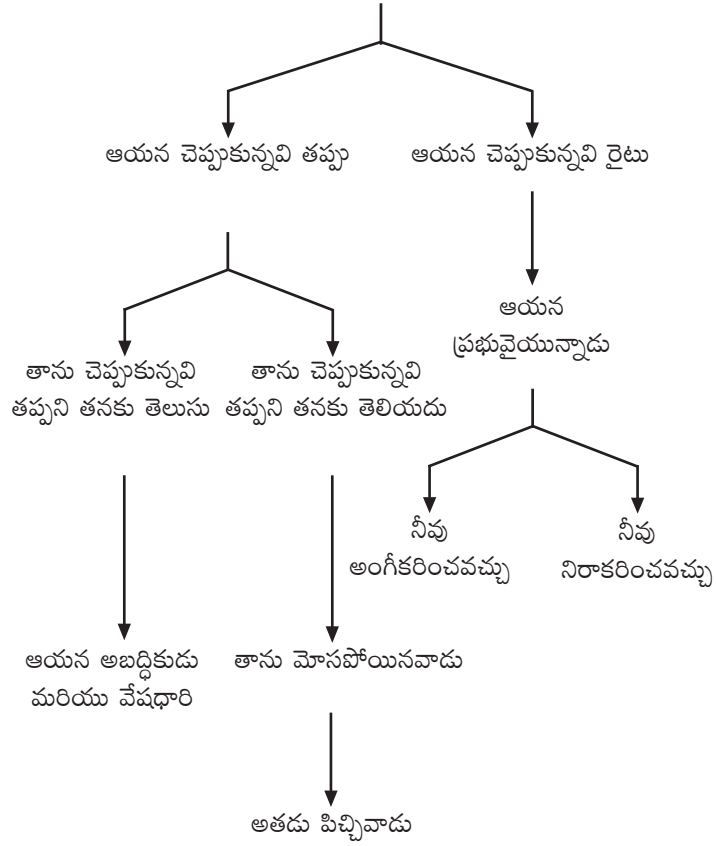 ఆయన చెప్పుకున్నవి తప్పు
ఆయన చెప్పుకున్నవి రైటు
ఆయన
ప్రభువైయున్నాడు
తాను చెప్పుకున్నవి
తప్పని తనకు తెలుసు
తాను చెప్పుకున్నవి
తప్పని తనకు తెలియదు
నీవు
అంగీకరించవచ్చు
నీవు
నిరాకరించవచ్చు
ఆయన అబద్ధికుడు
మరియు వేషధారి
తాను మోసపోయినవాడు
అతడు పిచ్చివాడు